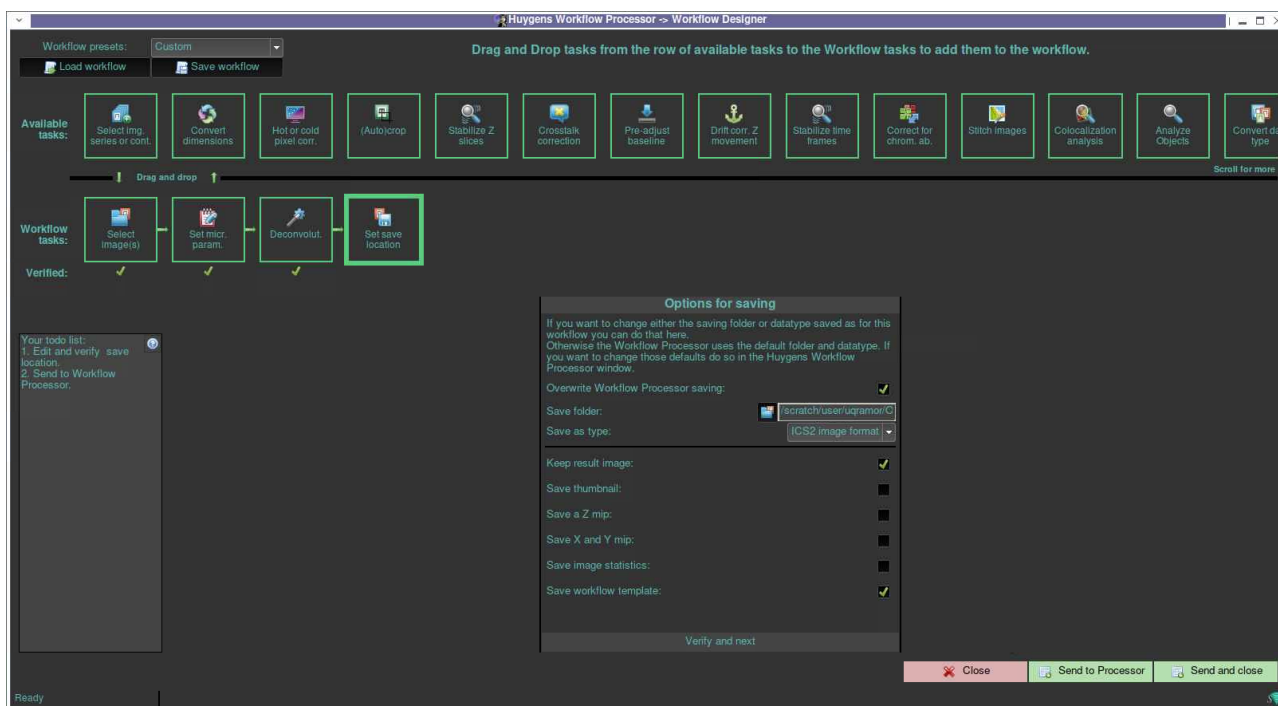 Huygens Workflow Processor -> Workflow Designer
Workflow presets:
Custom
Drag and Drop tasks from the row of available tasks to the Workflow tasks to add them to the workflow.
Load workflow
Save workflow
Available
tasks:
Select img.
series or cont.
Convert
dimensions
Hot or cold
pixel corr.
(Auto)crop
Stabilize Z
slices
Crosstalk
correction
Pre-adjust
baseline
Drift corr. Z
movement
Stabilize time
frames
Correct for
chrom. ab.
Stitch images
Colocalization
analysis
Analyze
Objects
Convert da
type
Drag and drop
Scroll for more
Workflow
tasks:
Select
image(s)
Set micr.
param.
Deconvolut.
Set save
location
Verified:
Options for saving
If you want to change either the saving folder or datatype saved as for this
workflow you can do that here.
Otherwise the Workflow Processor uses the default folder and datatype. If
you want to change those defaults do so in the Huygens Workflow
Processor window.
Your todo list:
1. Edit and verify save
location.
2. Send to Workflow
Processor.
Overwrite Workflow Processor saving:
Save folder:
/scratch/user/uqramor/C
Save as type:
ICS2 image format
Keep result image:
Save thumbnail:
Save a Z mip:
Save X and Y mip:
Save image statistics:
Save workflow template:
Verify and next
Close
Send to Processor
Send and close
Ready